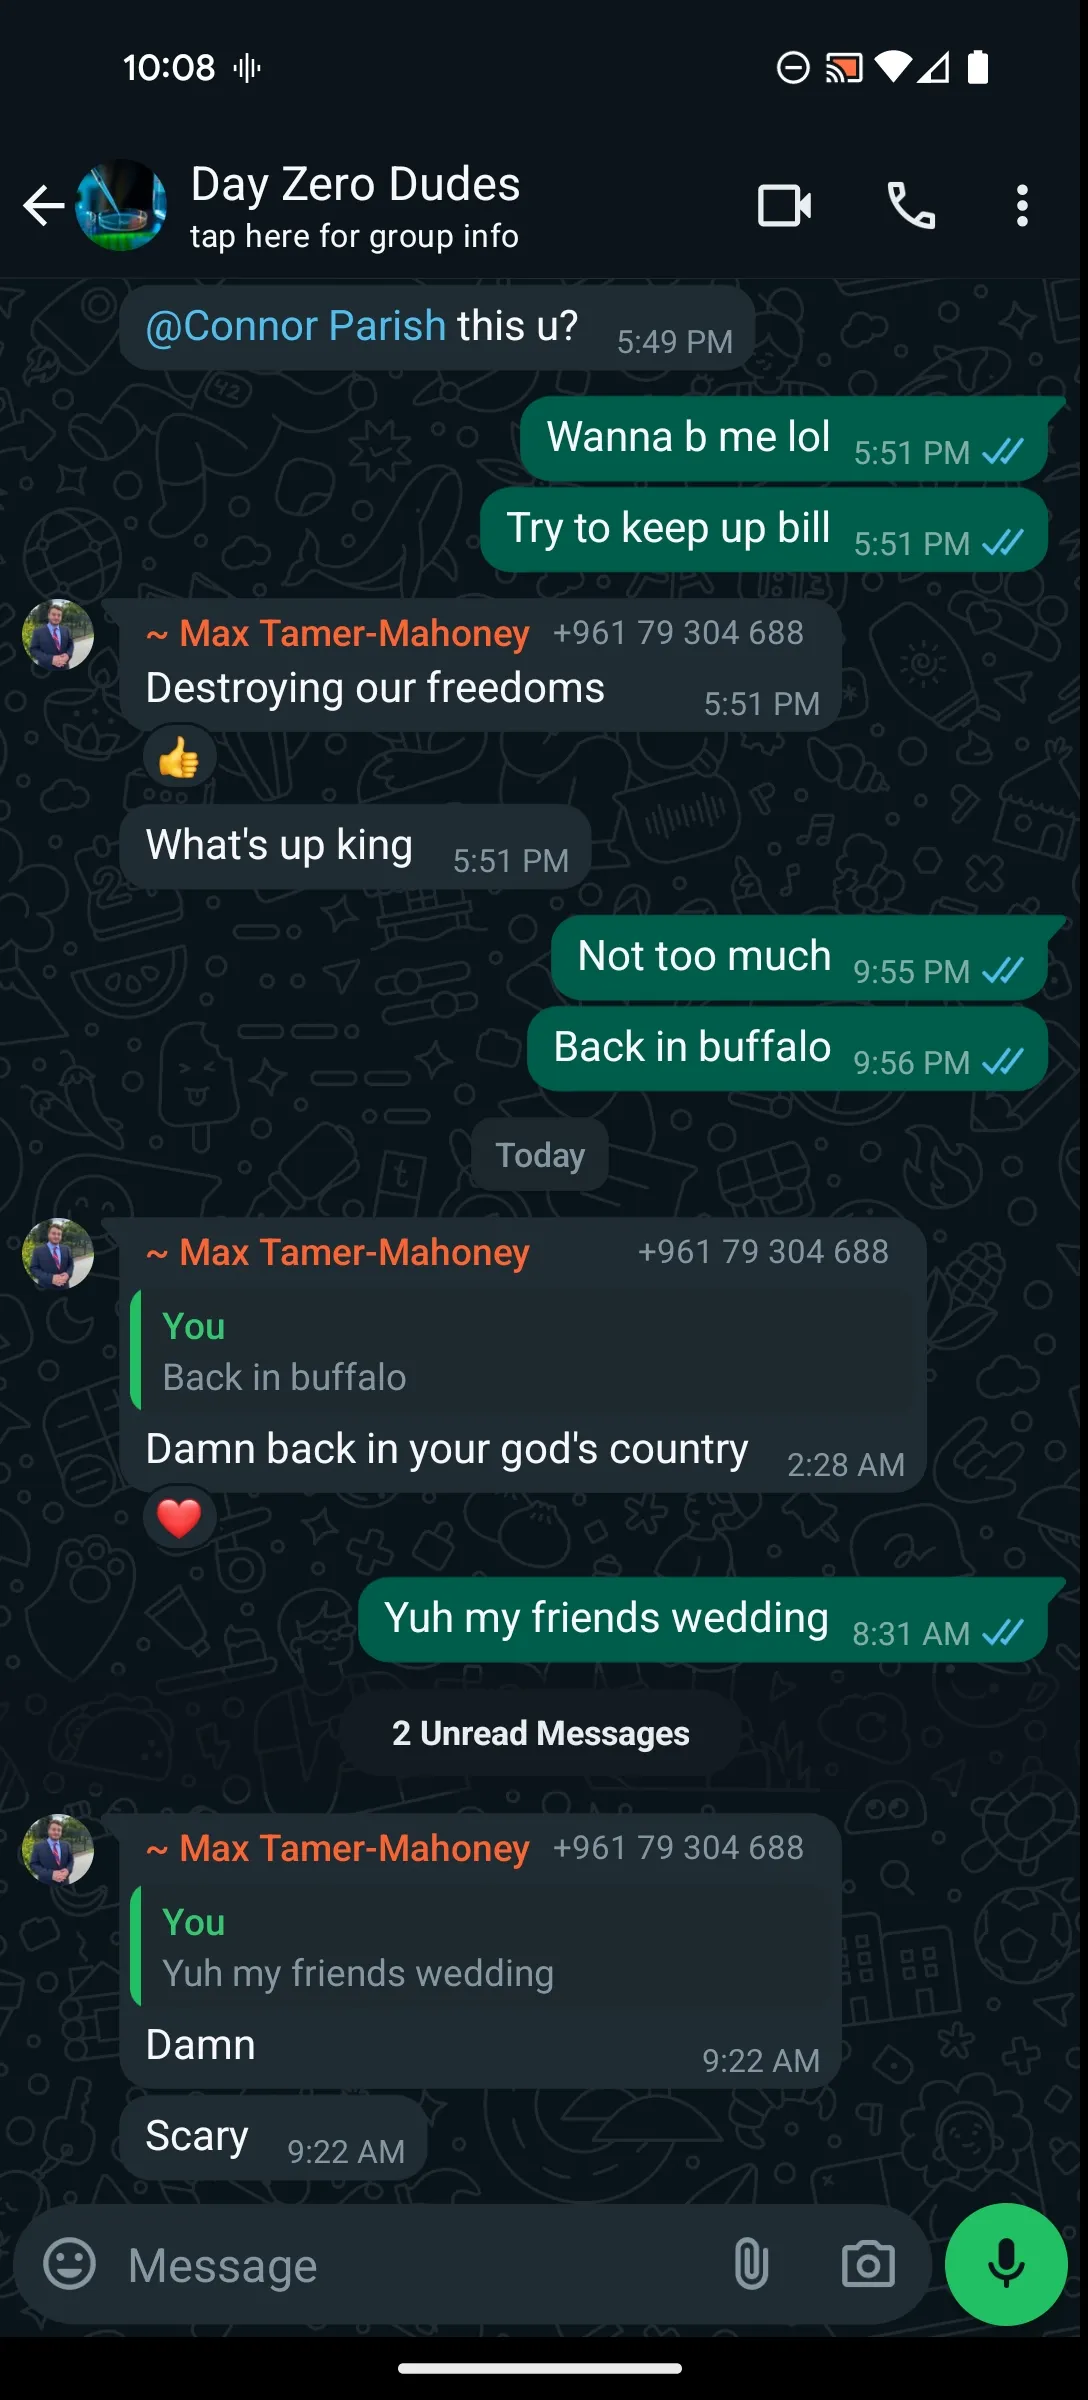 10:08
Day Zero Dudes
tap here for group info
@Connor Parish this u? 5:49 PM
Wanna b me lol 5:51 PM
Try to keep up bill 5:51 PM
~ Max Tamer-Mahoney +961 79 304 688
Destroying our freedoms 5:51 PM
What's up king 5:51 PM
Not too much 9:55 PM
Back in buffalo 9:56 PM
Today
~ Max Tamer-Mahoney +961 79 304 688
You
Back in buffalo
Damn back in your god's country 2:28 AM
Yuh my friends wedding 8:31 AM
2 Unread Messages
~ Max Tamer-Mahoney +961 79 304 688
You
Yuh my friends wedding
Damn 9:22 AM
Scary 9:22 AM
Message